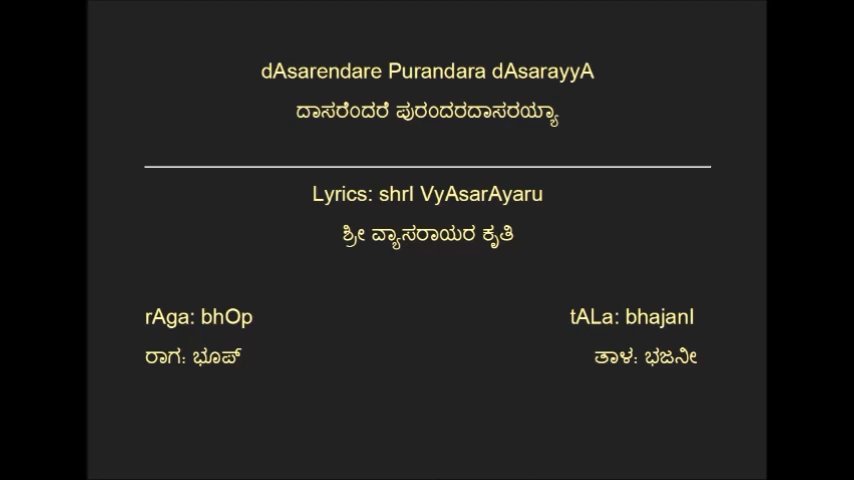 dAsarendare Purandara dAsarayyA
ದಾಸರೆಂದರೆ ಪುರಂದರದಾಸರಯ್ಯಾ
Lyrics: shrI VyAsarAyaru
ಶ್ರೀ ವ್ಯಾಸರಾಯರ ಕೃತಿ
rAga: bhOp
tALa: bhajanI
ರಾಗ: ಭೂಪ್
ತಾಳ: ಭಜನೀ